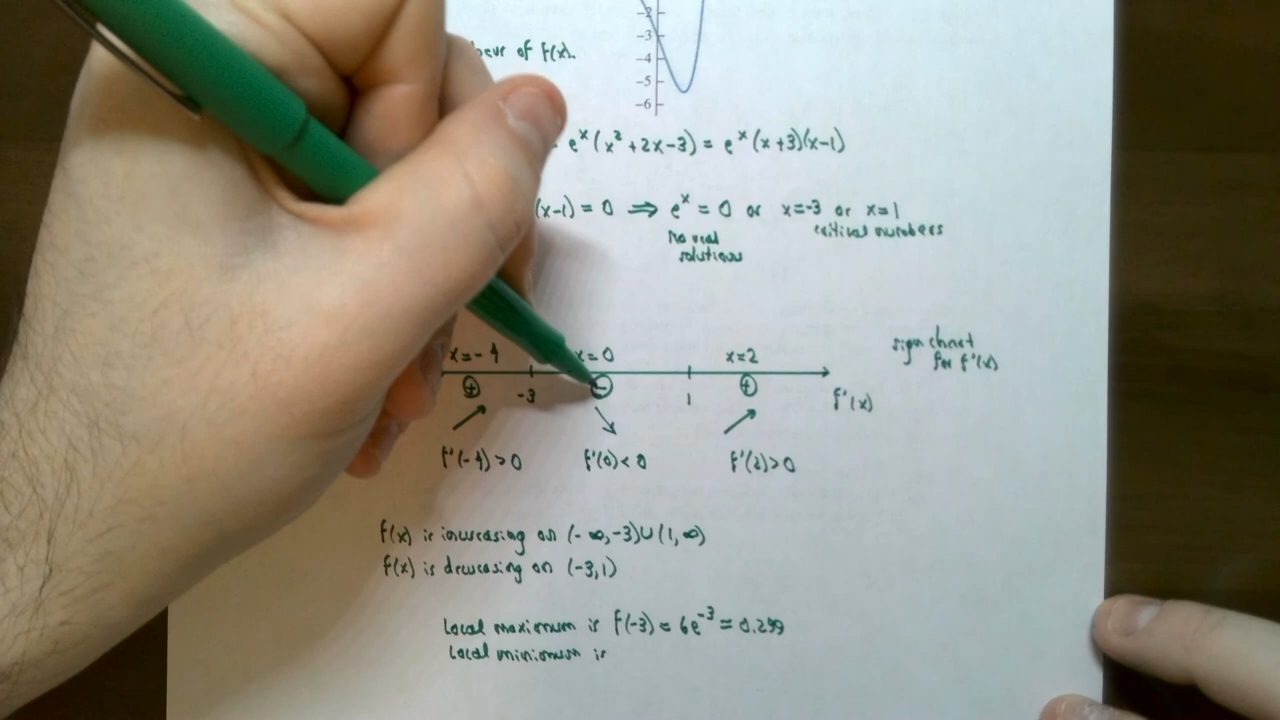 -2
-3
-4
-5
-6
of f(x).
e^x(x²+2x-3) = e^x(x+3)(x-1)
(x-1) = 0 ⇒ e^x = 0 or x=-3 or x=1
no real
solutions
critical numbers
x=-4 x=0 x=2
sign chart
for f'(x)
⊕ -3 ⊖ 1 ⊕ f'(x)
f'(-4)>0 f'(0)<0 f'(2)>0
f(x) is increasing on (-∞,-3)∪(1,∞)
f(x) is decreasing on (-3,1)
Local maximum is f(-3) = 6e^-3 ≈ 0.299
Local minimum is